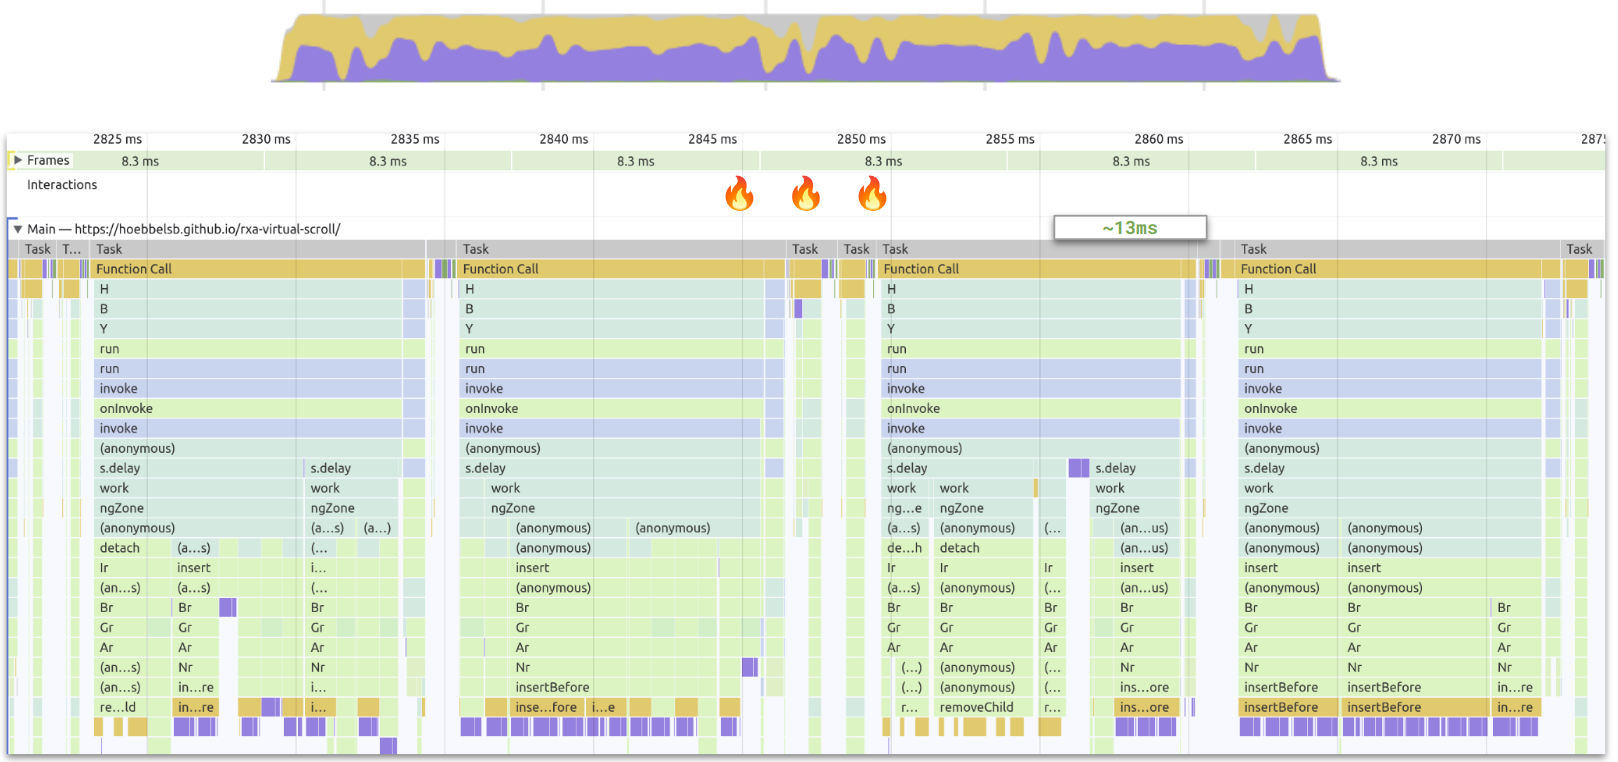 2825 ms 2830 ms 2835 ms 2840 ms 2845 ms 2850 ms 2855 ms 2860 ms 2865 ms 2870 ms 2875
Frames 8.3 ms 8.3 ms 8.3 ms 8.3 ms 8.3 ms 8.3 ms
Interactions
Main — https://hoebbelsb.github.io/rxa-virtual-scroll/
~13ms
Task T... Task Task Task Task Task Task Task
Function Call Function Call Function Call Function Call
H H H H
B B B B
Y Y Y Y
run run run run
run run run run
invoke invoke invoke invoke
onInvoke onInvoke onInvoke onInvoke
invoke invoke invoke invoke
(anonymous) (anonymous) (anonymous) (anonymous)
s.delay s.delay s.delay s.delay s.delay s.delay
work work work work work work work
ngZone ngZone ngZone ng...e ngZone ngZone ngZone
(anonymous) (a...s) (a...) (anonymous) (anonymous) (a...s) (anonymous) (... (an...us) (anonymous) (anonymous)
detach (a...s) (... (anonymous) de...h detach (an...us) (anonymous) (anonymous)
Ir insert i... insert Ir Ir Ir insert insert insert
(an...s) (a...s) (... (anonymous) (a...s) (anonymous) (... (an...us) (anonymous) (anonymous)
Br Br Br Br Br Br Br Br Br Br Br
Gr Gr Gr Gr Gr Gr Gr Gr Gr Gr Gr
Ar Ar Ar Ar Ar Ar Ar Ar Ar Ar Ar
(an...s) Nr Nr Nr (...) (anonymous) (... Nr Nr Nr Nr
(an...s) in...re i... insertBefore (...) (anonymous) (... ins...ore insertBefore insertBefore in...re
re...ld in...re i... inse...fore i...e r... removeChild r... ins...ore insertBefore insertBefore in...re